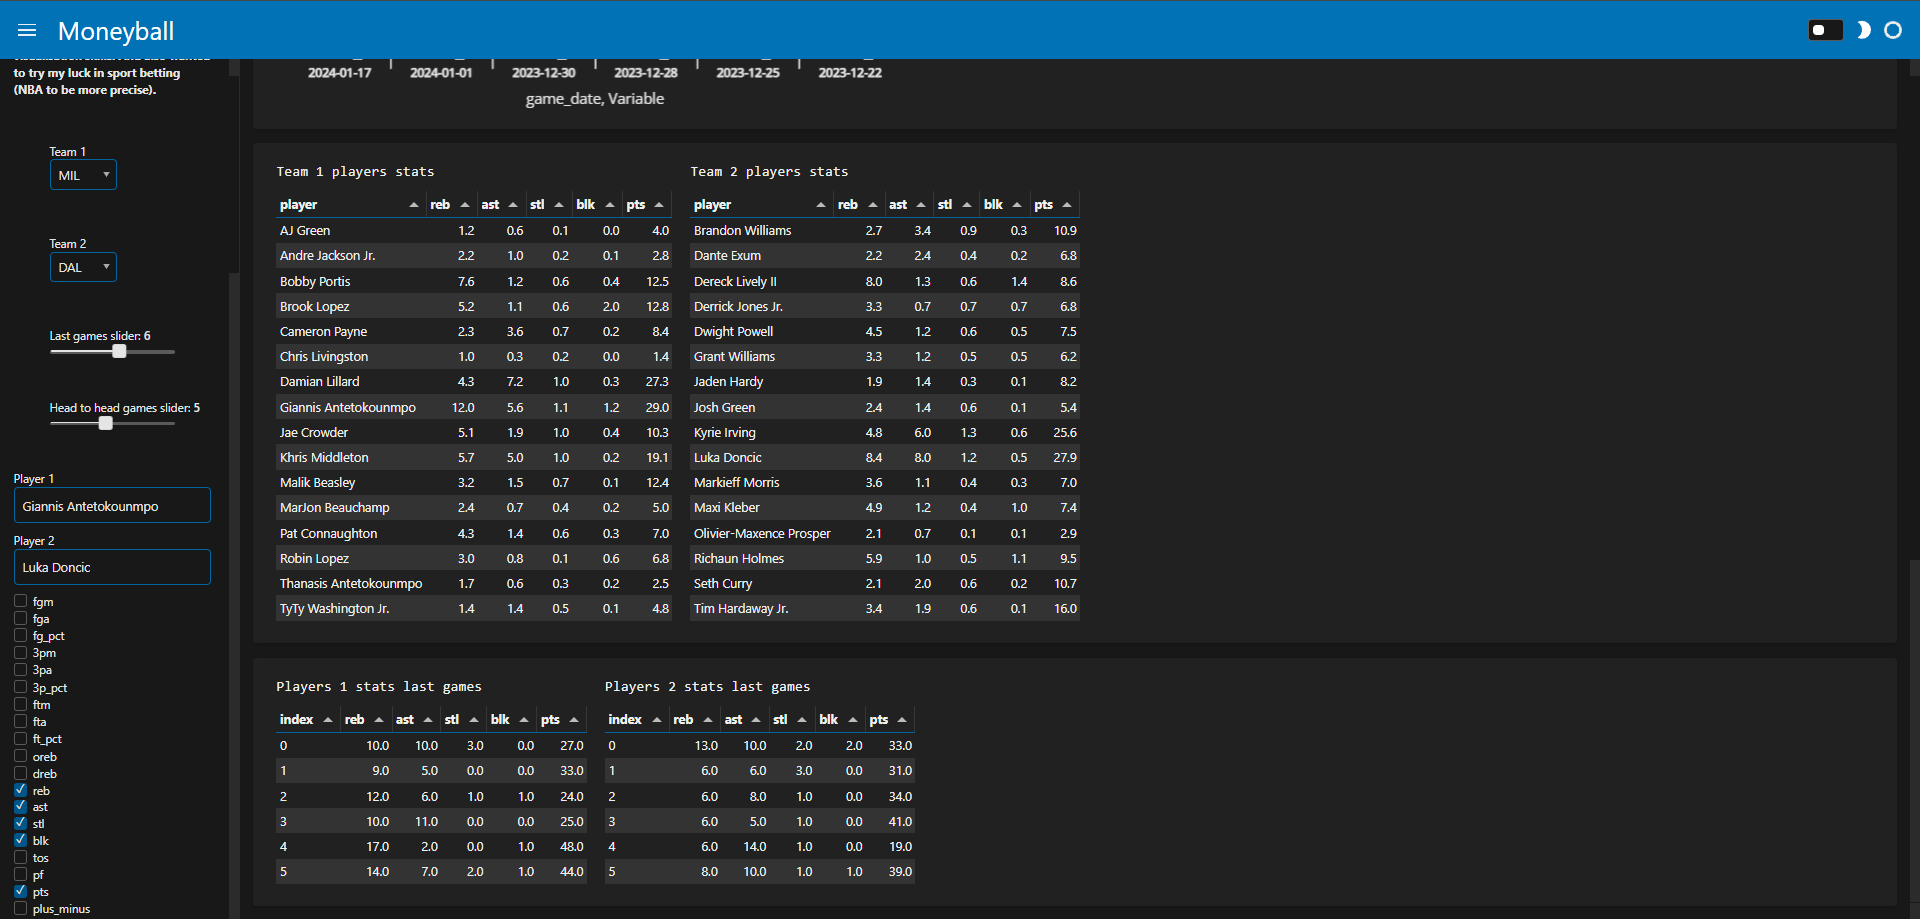 Moneyball
to try my luck in sport betting
(NBA to be more precise).
Team 1
MIL
Team 2
DAL
Last games slider: 6
Head to head games slider: 5
Player 1
Giannis Antetokounmpo
Player 2
Luka Doncic
fgm
fga
fg_pct
3pm
3pa
3p_pct
ftm
fta
ft_pct
oreb
dreb
reb
ast
stl
blk
tos
pf
pts
plus_minus
2024-01-17 2024-01-01 2023-12-30 2023-12-28 2023-12-25 2023-12-22
game_date, Variable
Team 1 players stats
player reb ast stl blk pts
AJ Green 1.2 0.6 0.1 0.0 4.0
Andre Jackson Jr. 2.2 1.0 0.2 0.1 2.8
Bobby Portis 7.6 1.2 0.6 0.4 12.5
Brook Lopez 5.2 1.1 0.6 2.0 12.8
Cameron Payne 2.3 3.6 0.7 0.2 8.4
Chris Livingston 1.0 0.3 0.2 0.0 1.4
Damian Lillard 4.3 7.2 1.0 0.3 27.3
Giannis Antetokounmpo 12.0 5.6 1.1 1.2 29.0
Jae Crowder 5.1 1.9 1.0 0.4 10.3
Khris Middleton 5.7 5.0 1.0 0.2 19.1
Malik Beasley 3.2 1.5 0.7 0.1 12.4
MarJon Beauchamp 2.4 0.7 0.4 0.2 5.0
Pat Connaughton 4.3 1.4 0.6 0.3 7.0
Robin Lopez 3.0 0.8 0.1 0.6 6.8
Thanasis Antetokounmpo 1.7 0.6 0.3 0.2 2.5
TyTy Washington Jr. 1.4 1.4 0.5 0.1 4.8
Team 2 players stats
player reb ast stl blk pts
Brandon Williams 2.7 3.4 0.9 0.3 10.9
Dante Exum 2.2 2.4 0.4 0.2 6.8
Dereck Lively II 8.0 1.3 0.6 1.4 8.6
Derrick Jones Jr. 3.3 0.7 0.7 0.7 6.8
Dwight Powell 4.5 1.2 0.6 0.5 7.5
Grant Williams 3.3 1.2 0.5 0.5 6.2
Jaden Hardy 1.9 1.4 0.3 0.1 8.2
Josh Green 2.4 1.4 0.6 0.1 5.4
Kyrie Irving 4.8 6.0 1.3 0.6 25.6
Luka Doncic 8.4 8.0 1.2 0.5 27.9
Markieff Morris 3.6 1.1 0.4 0.3 7.0
Maxi Kleber 4.9 1.2 0.4 1.0 7.4
Olivier-Maxence Prosper 2.1 0.7 0.1 0.1 2.9
Richaun Holmes 5.9 1.0 0.5 1.1 9.5
Seth Curry 2.1 2.0 0.6 0.2 10.7
Tim Hardaway Jr. 3.4 1.9 0.6 0.1 16.0
Players 1 stats last games
index reb ast stl blk pts
0 10.0 10.0 3.0 0.0 27.0
1 9.0 5.0 0.0 0.0 33.0
2 12.0 6.0 1.0 1.0 24.0
3 10.0 11.0 0.0 0.0 25.0
4 17.0 2.0 0.0 1.0 48.0
5 14.0 7.0 2.0 1.0 44.0
Players 2 stats last games
index reb ast stl blk pts
0 13.0 10.0 2.0 2.0 33.0
1 6.0 6.0 3.0 0.0 31.0
2 6.0 8.0 1.0 0.0 34.0
3 6.0 5.0 1.0 0.0 41.0
4 6.0 14.0 1.0 0.0 19.0
5 8.0 10.0 1.0 1.0 39.0